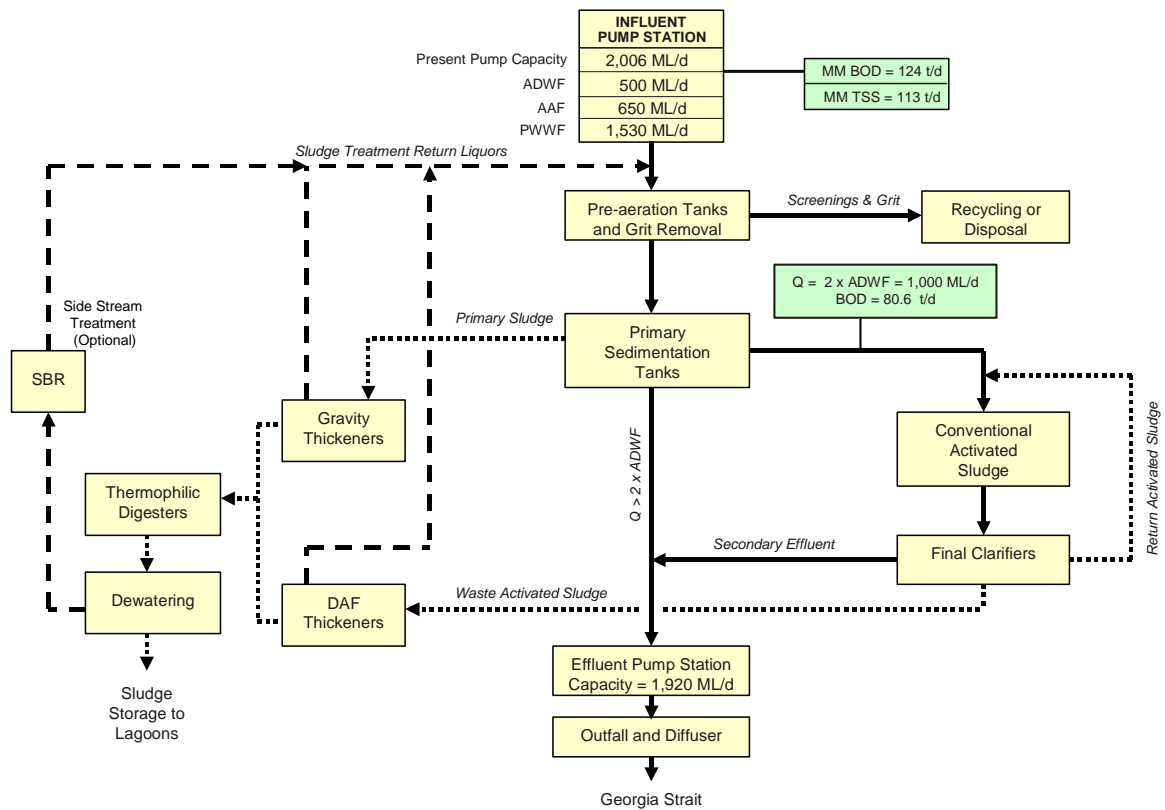 INFLUENT
PUMP STATION
Present Pump Capacity
2,006 ML/d
ADWF
500 ML/d
AAF
650 ML/d
PWWF
1,530 ML/d
MM BOD = 124 t/d
MM TSS = 113 t/d
Sludge Treatment Return Liquors
Pre-aeration Tanks
and Grit Removal
Screenings & Grit
Recycling or
Disposal
Q = 2 x ADWF = 1,000 ML/d
BOD = 80.6 t/d
Side Stream
Treatment
(Optional)
SBR
Primary Sludge
Primary
Sedimentation
Tanks
Gravity
Thickeners
Conventional
Activated
Sludge
Return Activated Sludge
Q > 2 x ADWF
Thermophilic
Digesters
Secondary Effluent
Final Clarifiers
Dewatering
DAF
Thickeners
Waste Activated Sludge
Effluent Pump Station
Capacity = 1,920 ML/d
Sludge
Storage to
Lagoons
Outfall and Diffuser
Georgia Strait